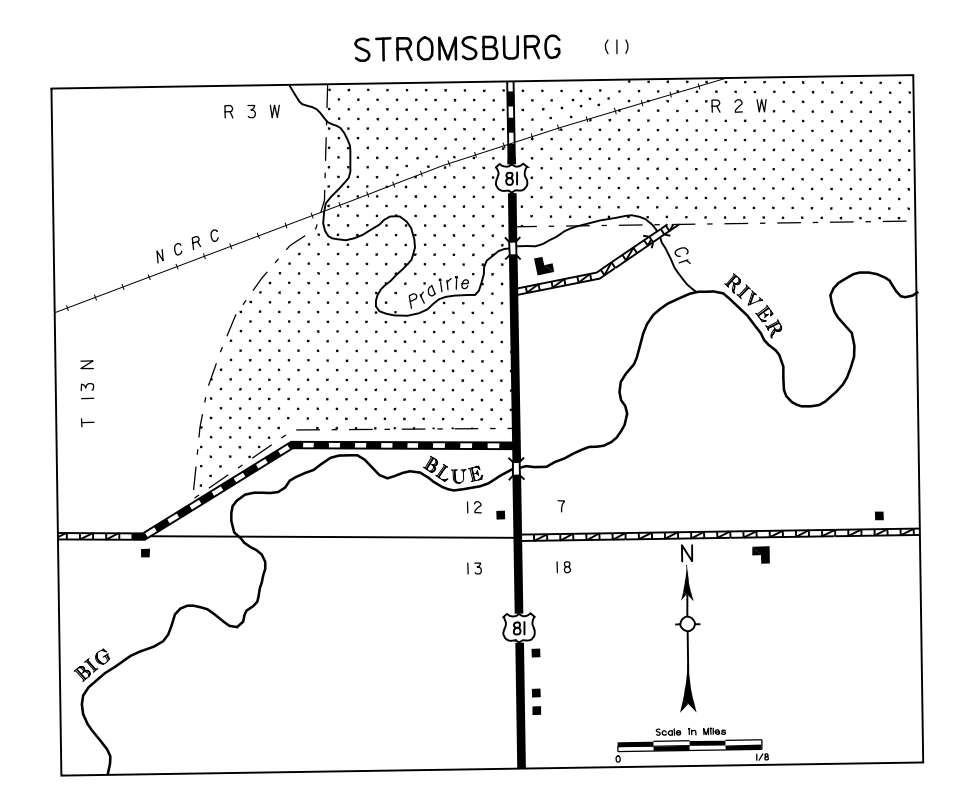 STROMSBURG (1)
R 3 W
R 2 W
81
NCRC
Cr
Prairie
RIVER
T 13 N
BLUE
12 7
13 18
N
81
BIG
Scale in Miles
0 1/8